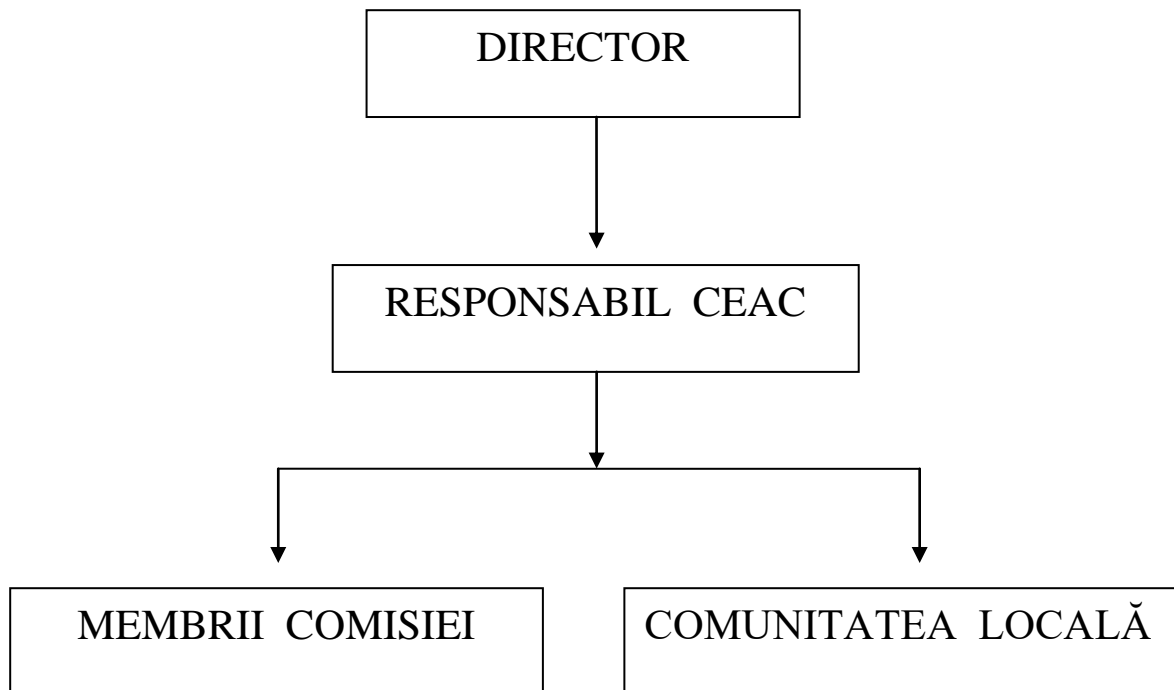 DIRECTOR
RESPONSABIL CEAC
MEMBRII COMISIEI
COMUNITATEA LOCALĂ